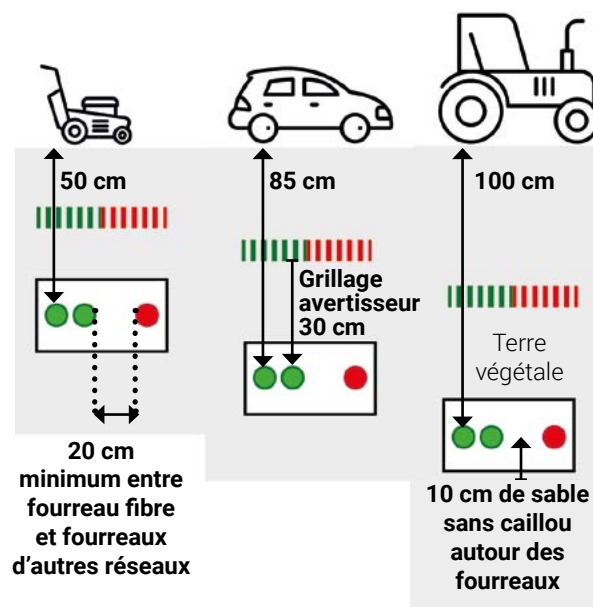 50 cm
85 cm
100 cm
Grillage
avertisseur
30 cm
Terre
végétale
20 cm
minimum entre
fourreau fibre
et fourreaux
d'autres réseaux
10 cm de sable
sans caillou
autour des
fourreaux